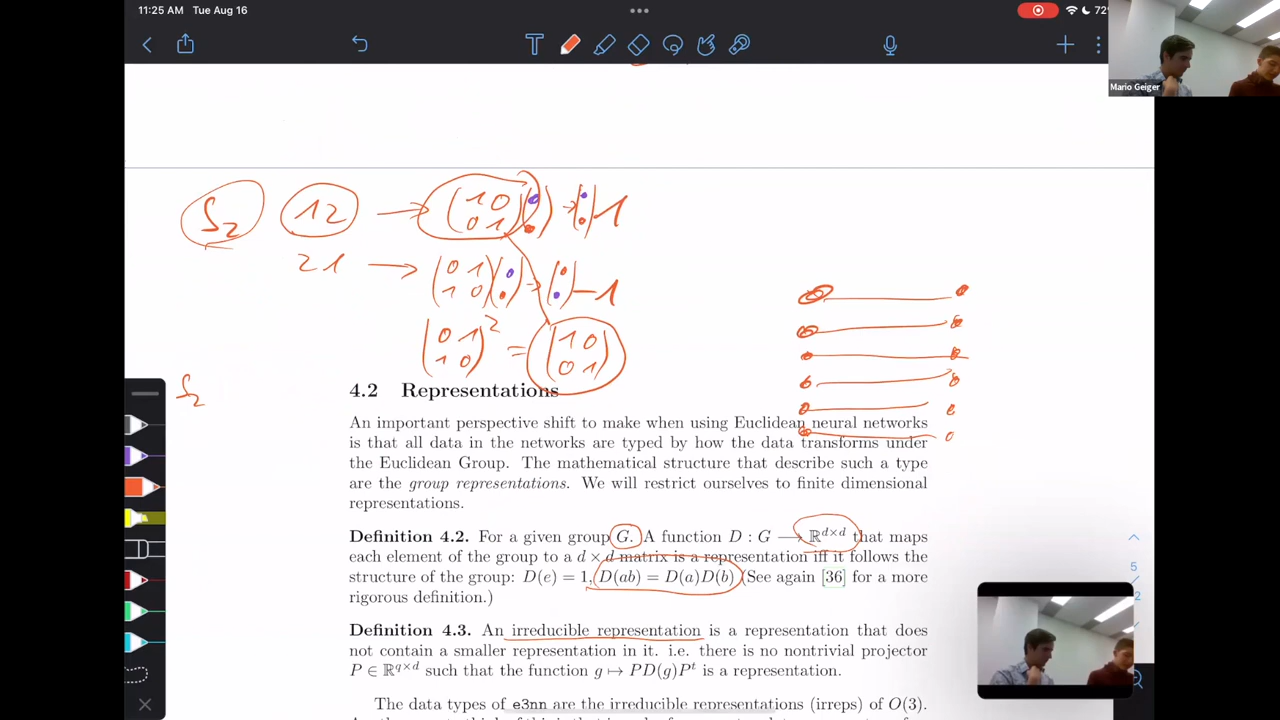 11:25 AM Tue Aug 16
72
Mario Geiger
S₂ 12 → (1 0 0 1) → 1
21 → (0 1 1 0) → -1
(0 1 1 0)² = (1 0 0 1)
S₂
4.2 Representations
An important perspective shift to make when using Euclidean neural networks
is that all data in the networks are typed by how the data transforms under
the Euclidean Group. The mathematical structure that describe such a type
are the group representations. We will restrict ourselves to finite dimensional
representations.
Definition 4.2. For a given group G. A function D : G ⟶ ℝ^{d×d} that maps
each element of the group to a d × d matrix is a representation iff it follows the
structure of the group: D(e) = 1, D(ab) = D(a)D(b) (See again [36] for a more
rigorous definition.)
Definition 4.3. An irreducible representation is a representation that does
not contain a smaller representation in it. i.e. there is no nontrivial projector
P ∈ ℝ^{q×d} such that the function g ↦ PD(g)Pᵗ is a representation.
The data types of e3nn are the irreducible representations (irreps) of O(3).
5
2